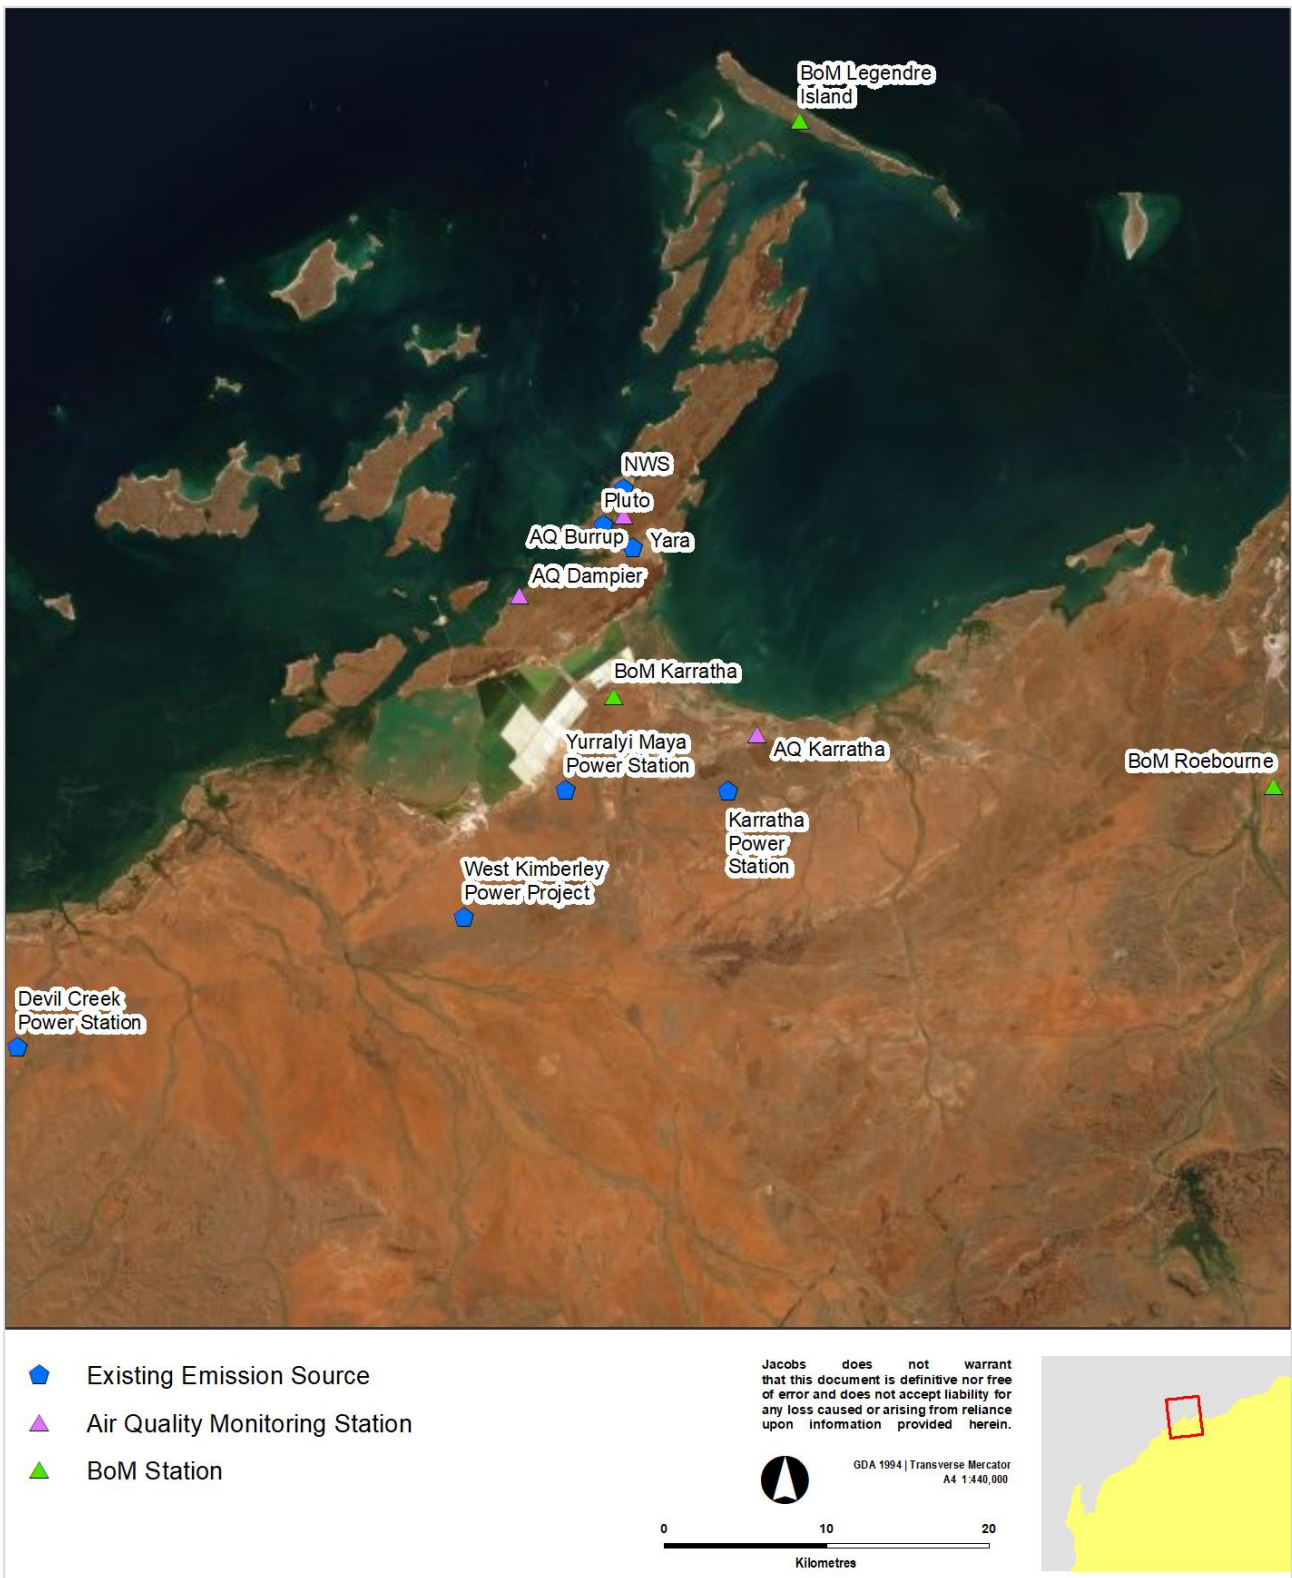 BoM Legendre
Island
NWS
Pluto
AQ Burrup
Yara
AQ Dampier
BoM Karratha
Yurralyi Maya
Power Station
AQ Karratha
BoM Roebourne
Karratha
Power
Station
West Kimberley
Power Project
Devil Creek
Power Station
Existing Emission Source
Air Quality Monitoring Station
BoM Station
Jacobs does not warrant
that this document is definitive nor free
of error and does not accept liability for
any loss caused or arising from reliance
upon information provided herein.
GDA 1994 | Transverse Mercator
A4 1:440,000
0 10 20
Kilometres